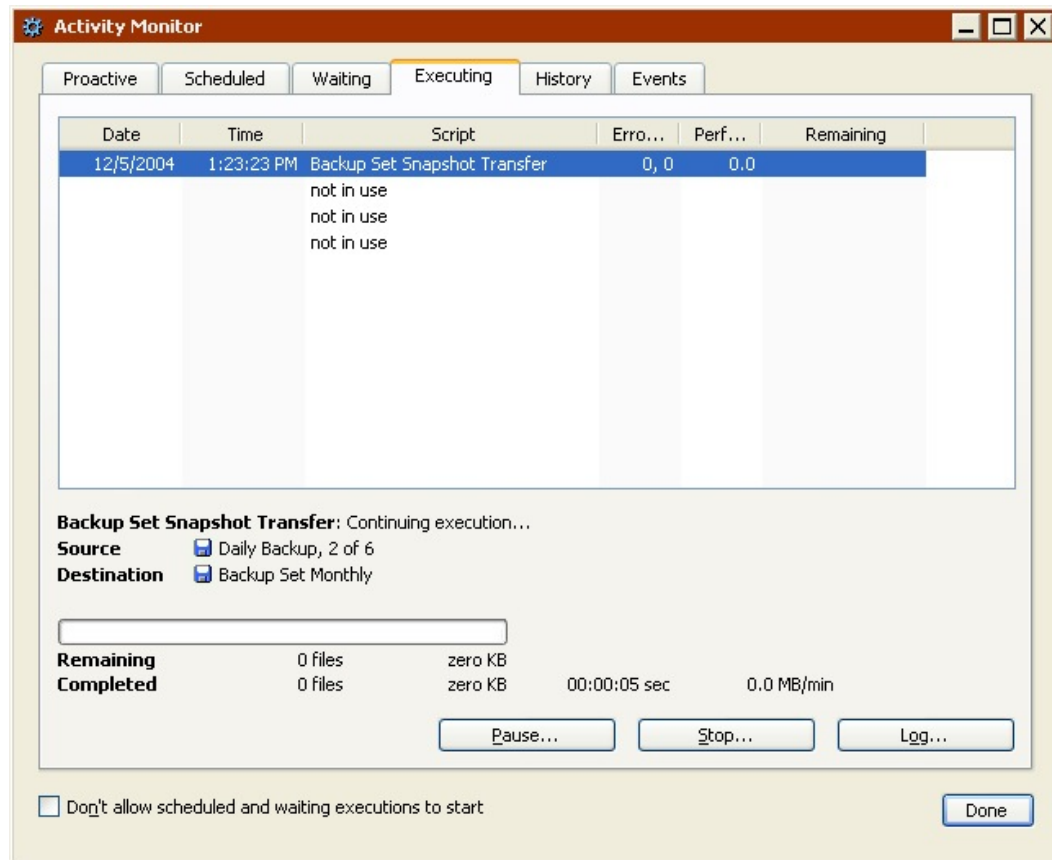 Activity Monitor
Proactive Scheduled Waiting Executing History Events
Date Time Script Erro... Perf... Remaining
12/5/2004 1:23:23 PM Backup Set Snapshot Transfer 0, 0 0.0
not in use
not in use
not in use
Backup Set Snapshot Transfer: Continuing execution...
Source Daily Backup, 2 of 6
Destination Backup Set Monthly
Remaining 0 files zero KB
Completed 0 files zero KB 00:00:05 sec 0.0 MB/min
Pause... Stop... Log...
Don't allow scheduled and waiting executions to start Done